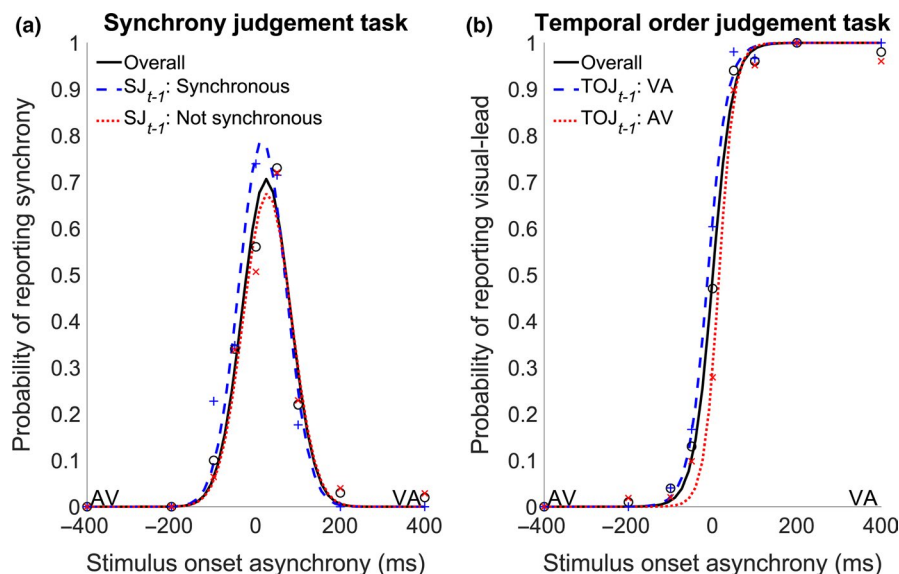 (a) Synchrony judgement task
1
0.9
0.8
0.7
0.6
0.5
0.4
0.3
0.2
0.1
0
Probability of reporting synchrony
Overall
SJt-1: Synchronous
SJt-1: Not synchronous
AV
VA
−400 −200 0 200 400
Stimulus onset asynchrony (ms)
(b) Temporal order judgement task
1
0.9
0.8
0.7
0.6
0.5
0.4
0.3
0.2
0.1
0
Probability of reporting visual-lead
Overall
TOJt-1: VA
TOJt-1: AV
AV
VA
−400 −200 0 200 400
Stimulus onset asynchrony (ms)